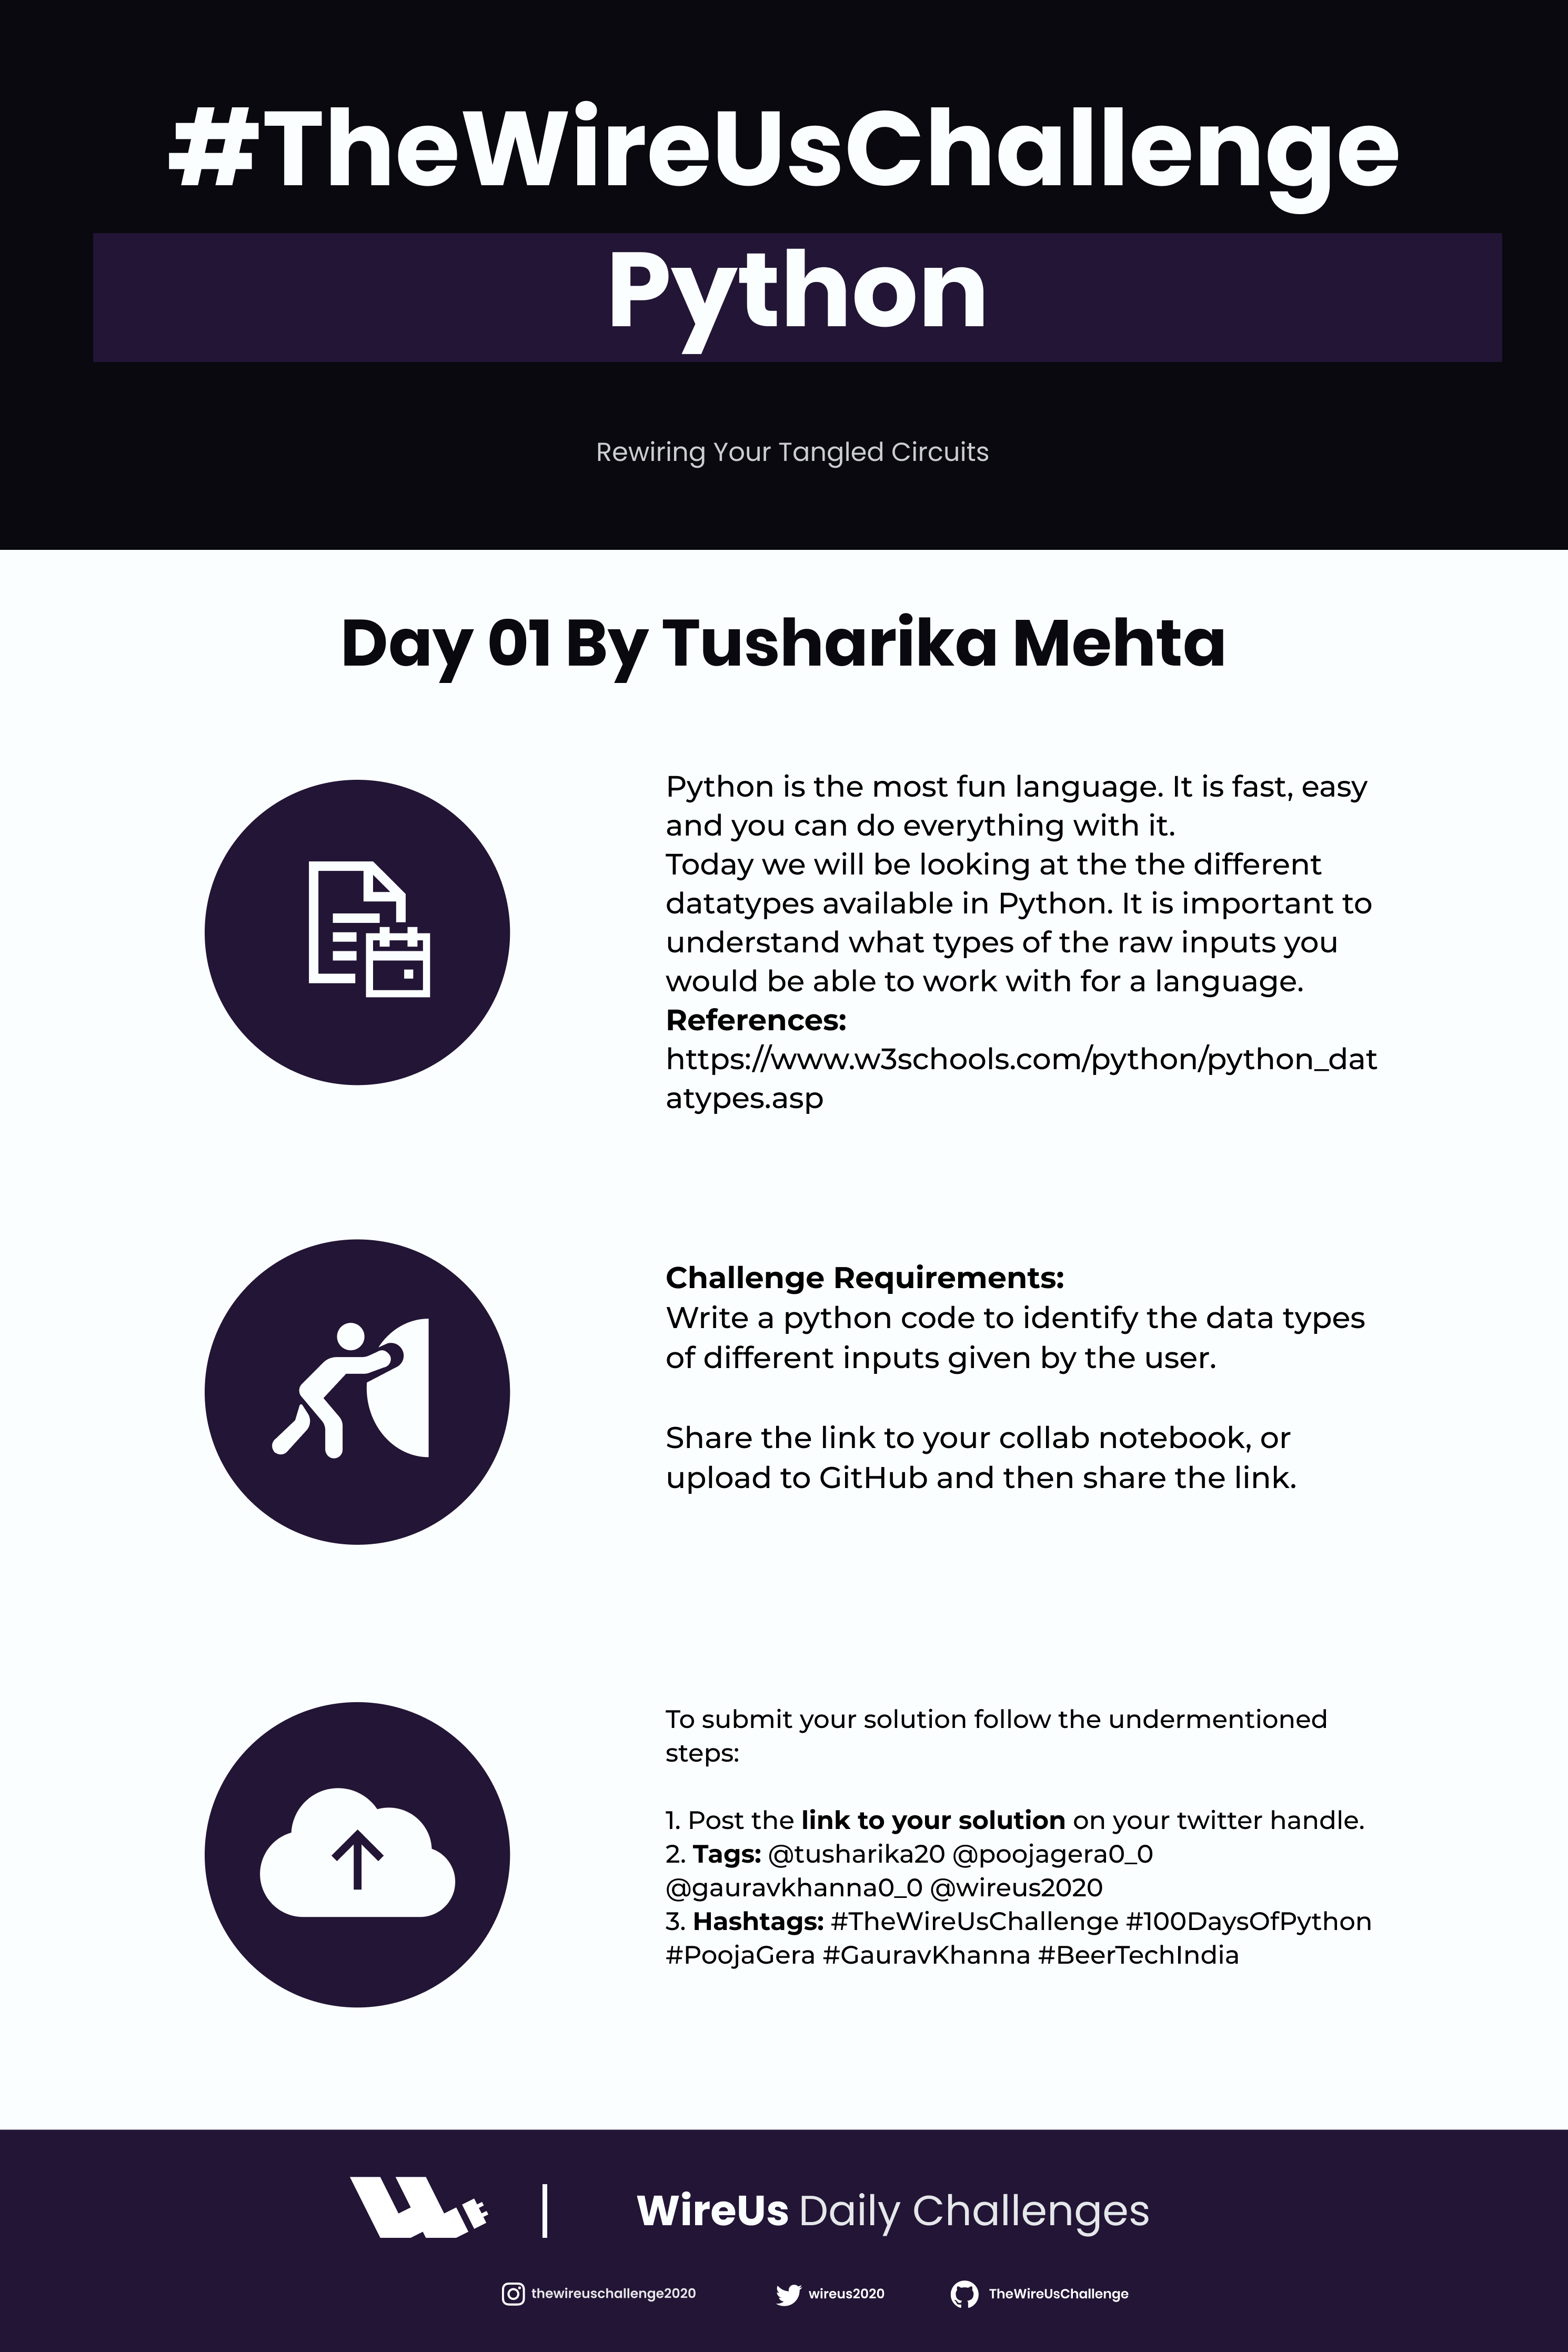 #TheWireUsChallenge
Python
Rewiring Your Tangled Circuits
Day 01 By Tusharika Mehta
Python is the most fun language. It is fast, easy
and you can do everything with it.
Today we will be looking at the the different
datatypes available in Python. It is important to
understand what types of the raw inputs you
would be able to work with for a language.
References:
https://www.w3schools.com/python/python_dat
atypes.asp
Challenge Requirements:
Write a python code to identify the data types
of different inputs given by the user.
Share the link to your collab notebook, or
upload to GitHub and then share the link.
To submit your solution follow the undermentioned
steps:
1. Post the link to your solution on your twitter handle.
2. Tags: @tusharika20 @poojagera0_0
@gauravkhanna0_0 @wireus2020
3. Hashtags: #TheWireUsChallenge #100DaysOfPython
#PoojaGera #GauravKhanna #BeerTechIndia
WireUs Daily Challenges
thewireuschallenge2020 wireus2020 TheWireUsChallenge